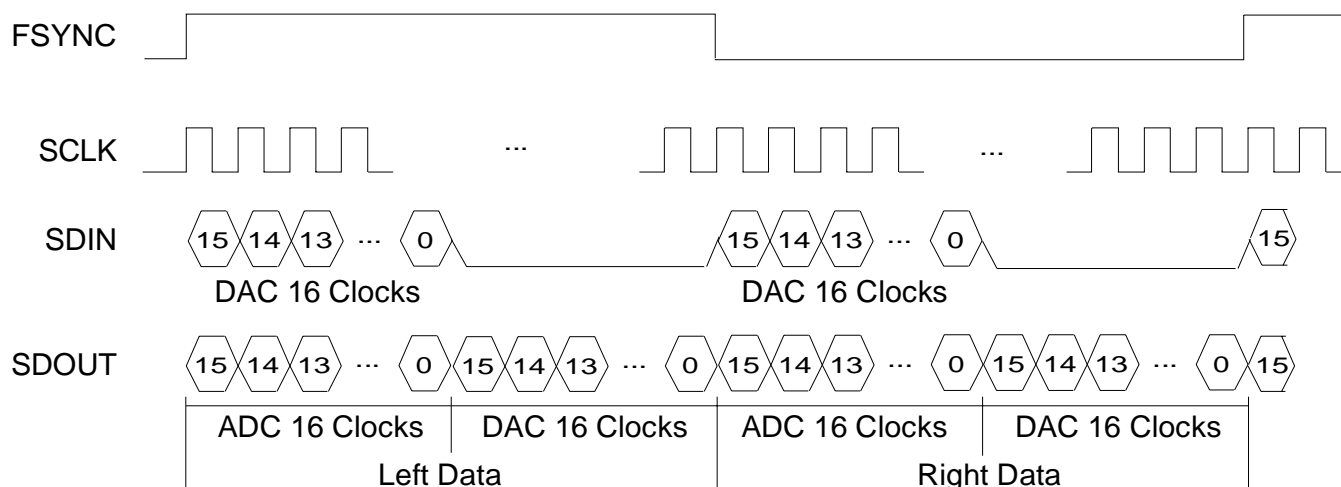 FSYNC
SCLK
... ...
SDIN
15 14 13 ... 0 15 14 13 ... 0 15
DAC 16 Clocks DAC 16 Clocks
SDOUT
15 14 13 ... 0 15 14 13 ... 0 15 14 13 ... 0 15 14 13 ... 0 15
ADC 16 Clocks DAC 16 Clocks ADC 16 Clocks DAC 16 Clocks
Left Data Right Data